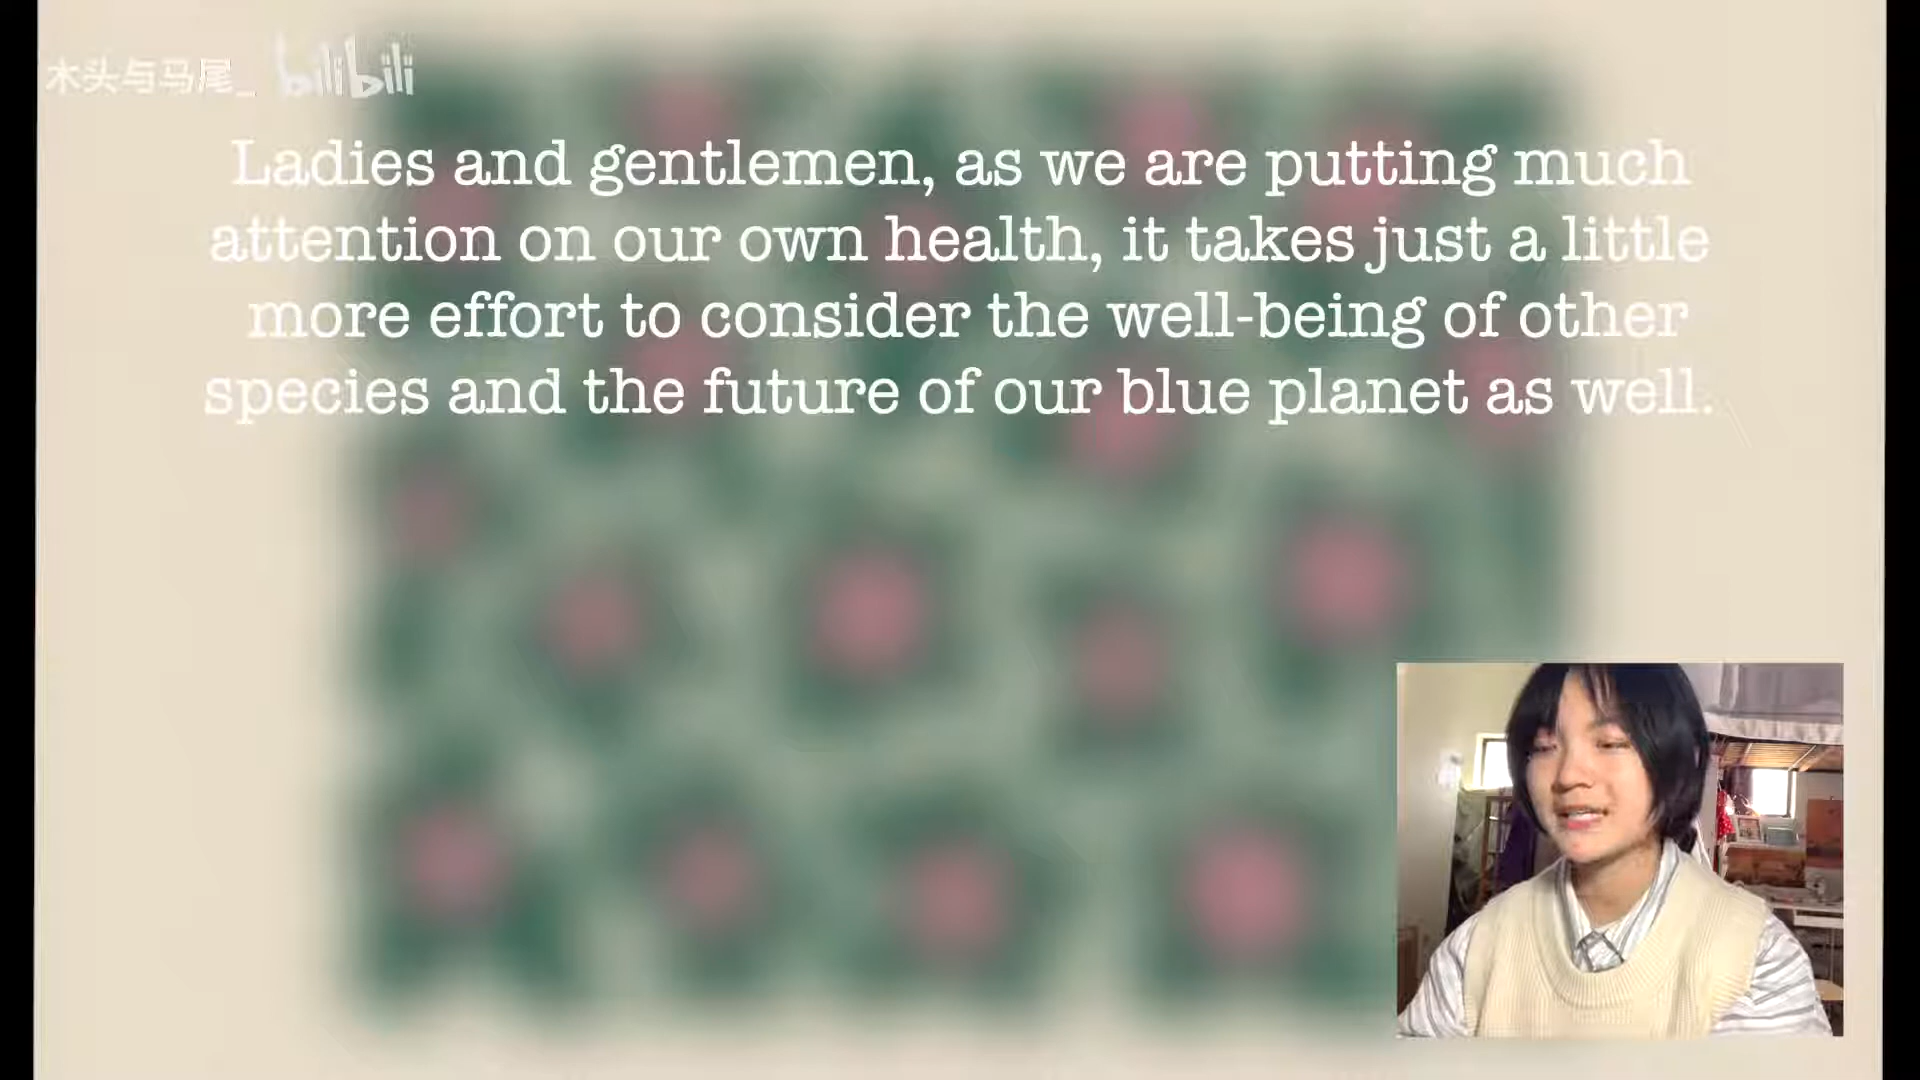 木头与马尾_ bilibili
Ladies and gentlemen, as we are putting much
attention on our own health, it takes just a little
more effort to consider the well-being of other
species and the future of our blue planet as well.